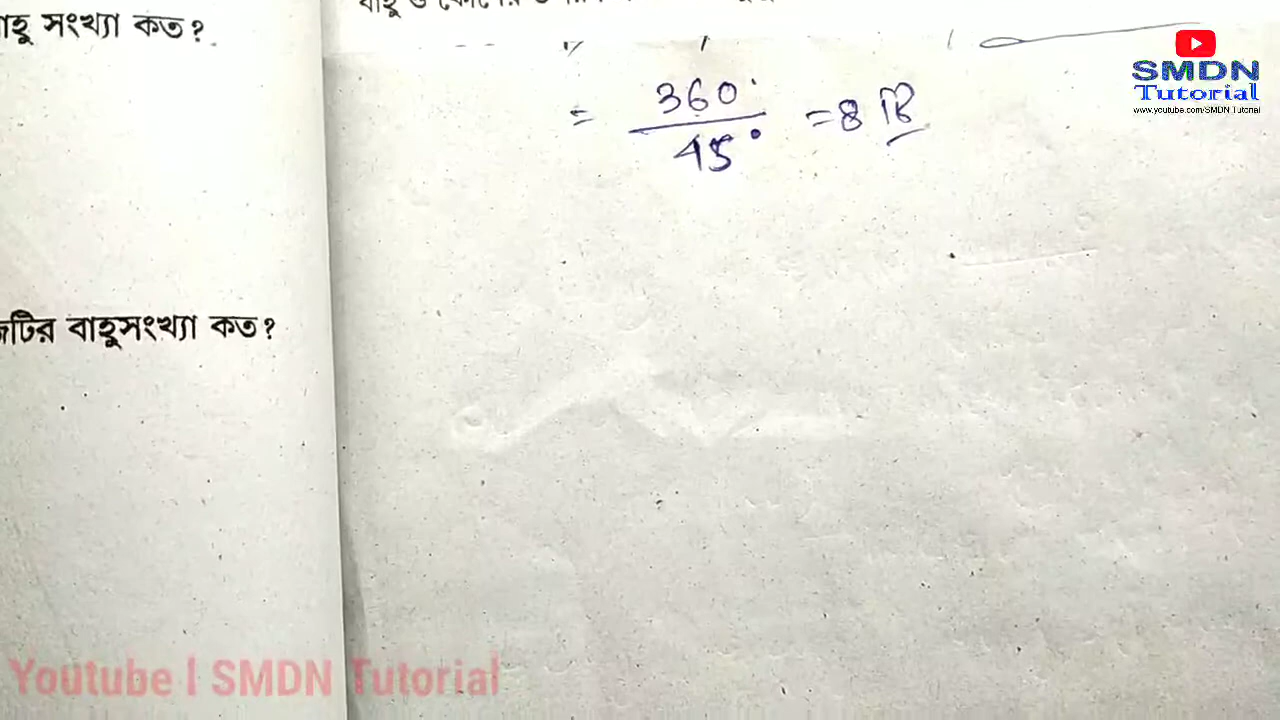 বাহু সংখ্যা কত?
বাহু ও কোণের
= 360° / 45° = 8 টি
SMDN
Tutorial
www.youtube.com/SMDN Tutorial
জটির বাহুসংখ্যা কত?
Youtube l SMDN Tutorial